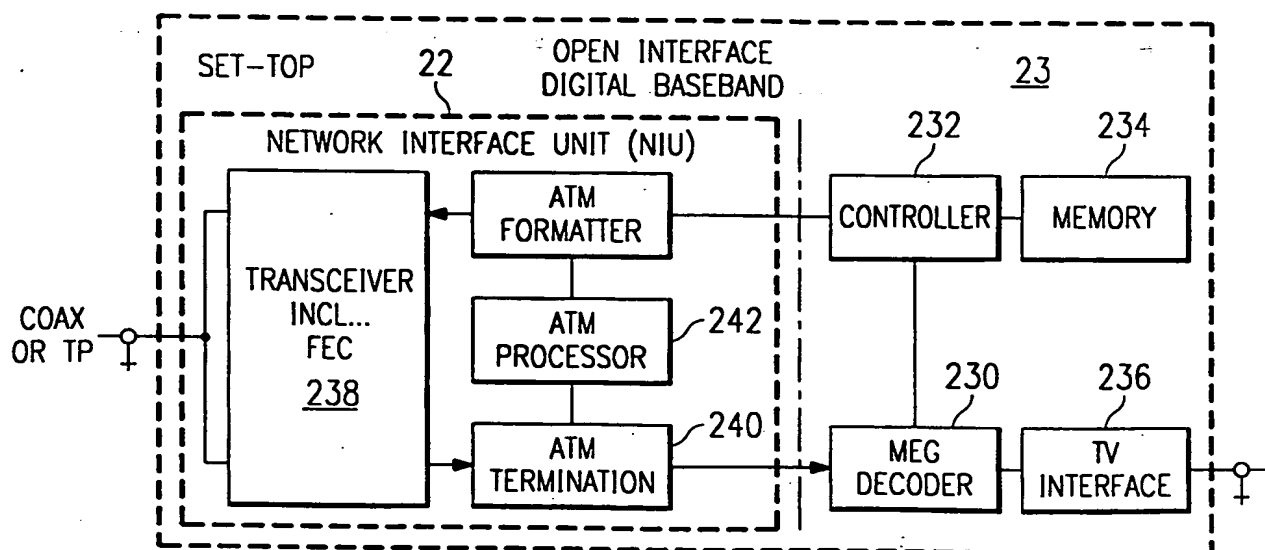 SET-TOP
22
OPEN INTERFACE
DIGITAL BASEBAND
23
NETWORK INTERFACE UNIT (NIU)
232
234
ATM
FORMATTER
CONTROLLER
MEMORY
TRANSCEIVER
INCL...
FEC
238
COAX
OR TP
ATM
PROCESSOR
242
230
236
ATM
TERMINATION
240
MEG
DECODER
TV
INTERFACE